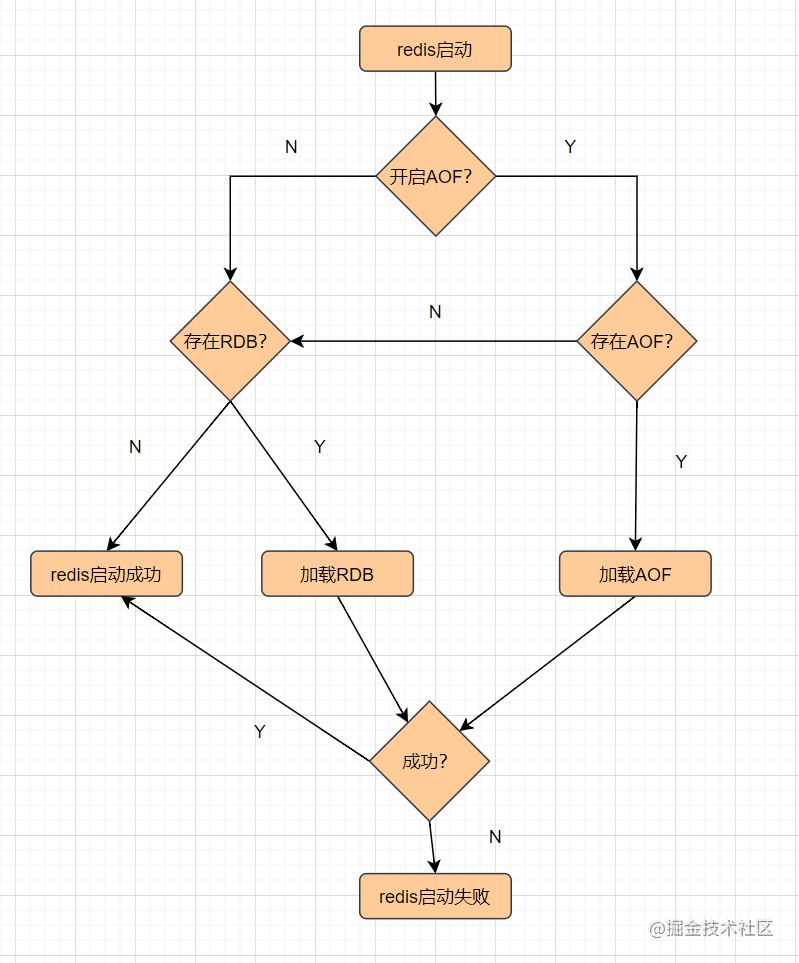 redis启动
N
Y
开启AOF?
N
存在RDB?
存在AOF?
N
Y
Y
redis启动成功
加载RDB
加载AOF
Y
成功?
N
redis启动失败
@掘金技术社区